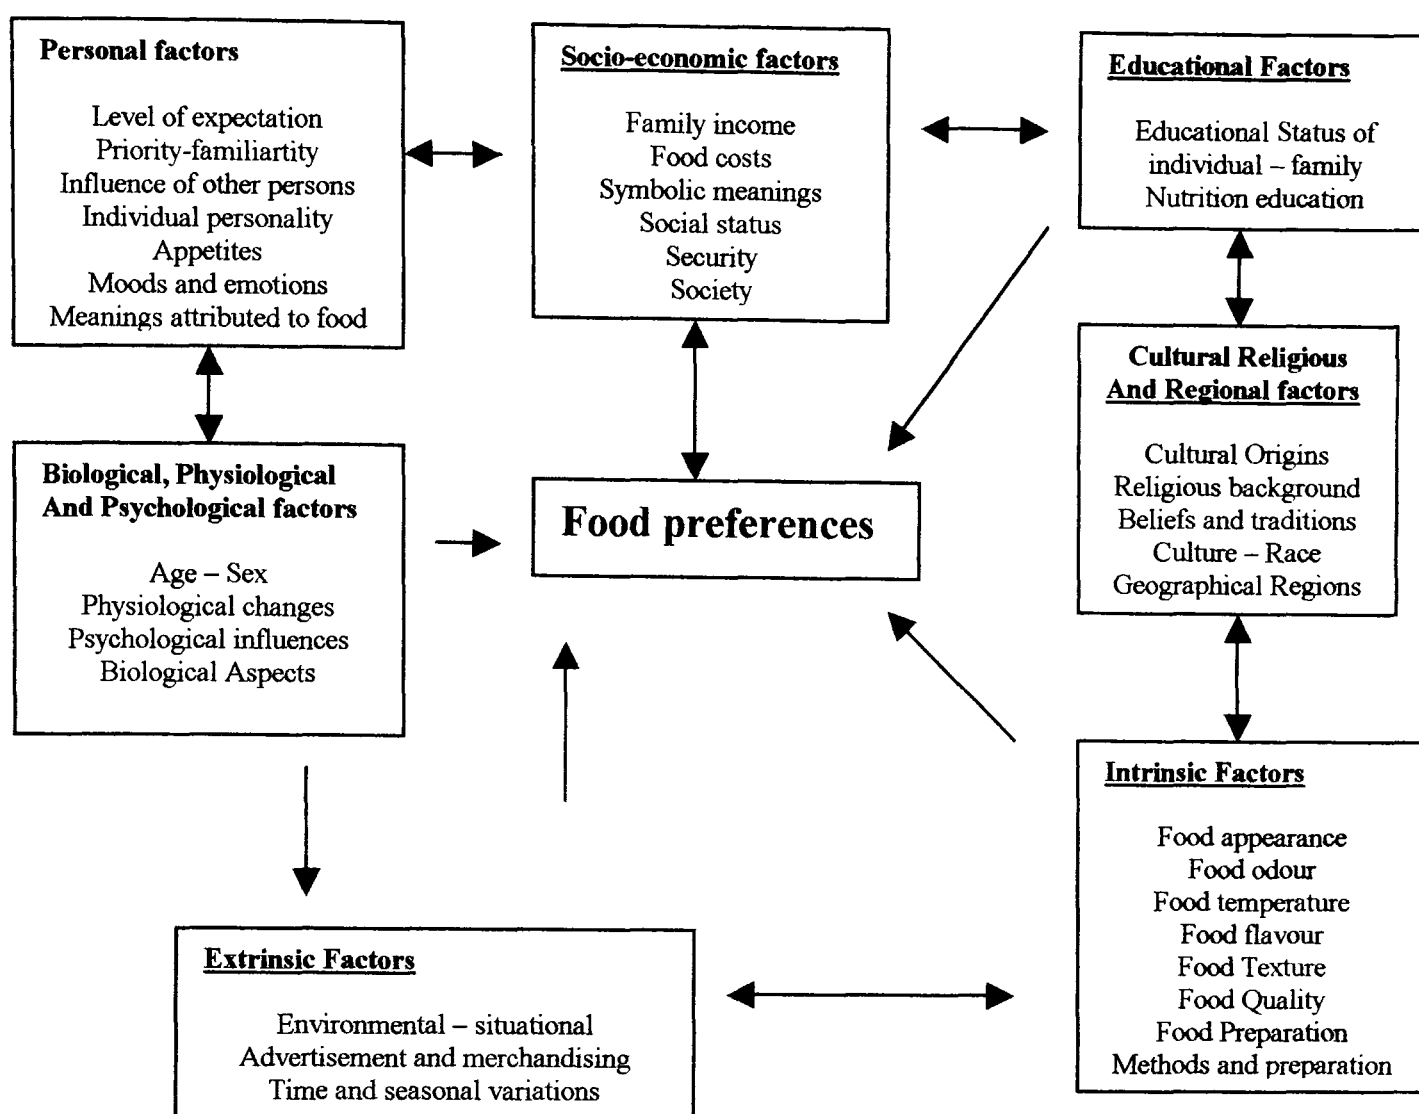 Personal factors
Level of expectation
Priority-familiartity
Influence of other persons
Individual personality
Appetites
Moods and emotions
Meanings attributed to food
Socio-economic factors
Family income
Food costs
Symbolic meanings
Social status
Security
Society
Educational Factors
Educational Status of
individual – family
Nutrition education
Biological, Physiological
And Psychological factors
Age – Sex
Physiological changes
Psychological influences
Biological Aspects
Food preferences
Cultural Religious
And Regional factors
Cultural Origins
Religious background
Beliefs and traditions
Culture – Race
Geographical Regions
Extrinsic Factors
Environmental – situational
Advertisement and merchandising
Time and seasonal variations
Intrinsic Factors
Food appearance
Food odour
Food temperature
Food flavour
Food Texture
Food Quality
Food Preparation
Methods and preparation